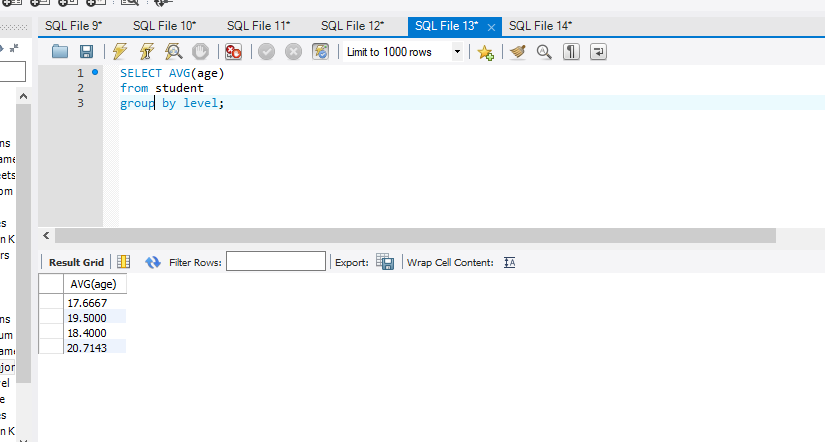 SQL File 9* SQL File 10* SQL File 11* SQL File 12* SQL File 13* SQL File 14*
Limit to 1000 rows
1 SELECT AVG(age)
2 from student
3 group by level;
Result Grid Filter Rows: Export: Wrap Cell Content:
AVG(age)
17.6667
19.5000
18.4000
20.7143